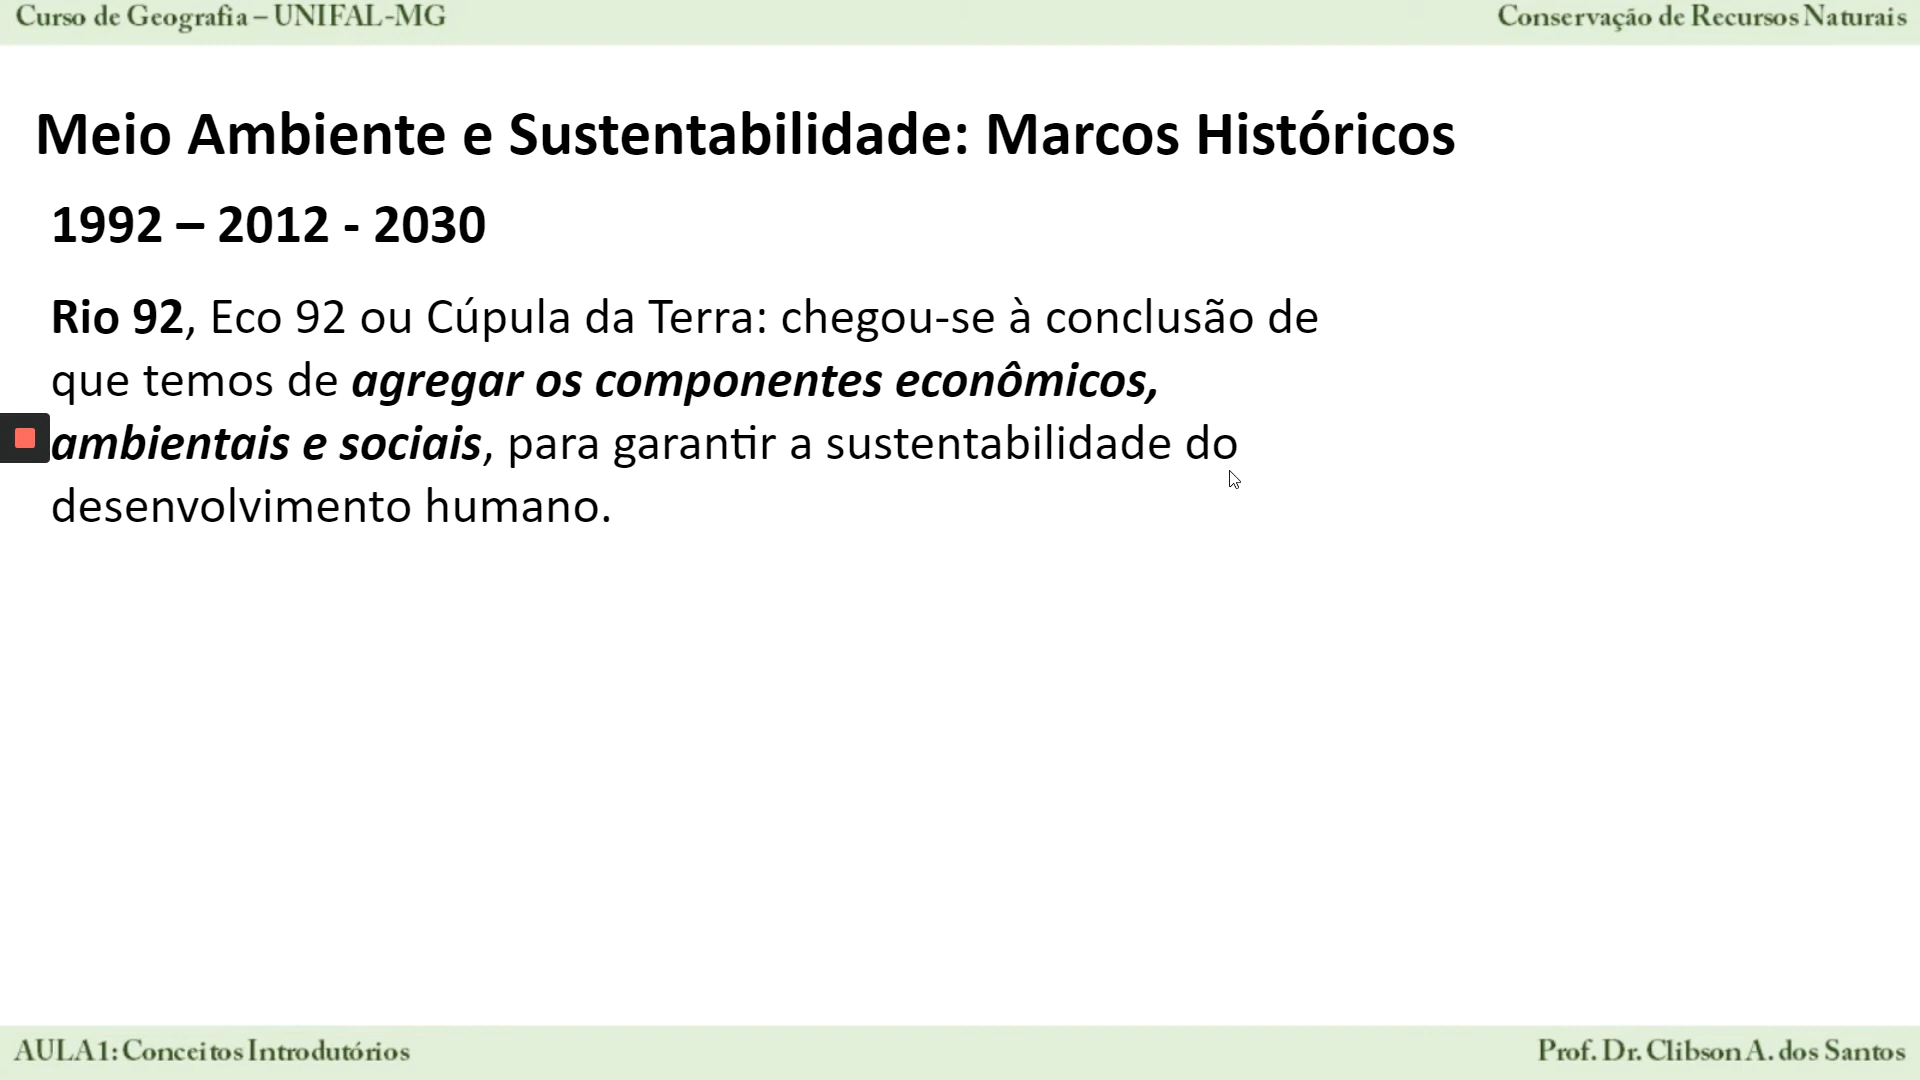 Curso de Geografia – UNIFAL-MG
Conservação de Recursos Naturais
Meio Ambiente e Sustentabilidade: Marcos Históricos
1992 – 2012 - 2030
Rio 92, Eco 92 ou Cúpula da Terra: chegou-se à conclusão de
que temos de agregar os componentes econômicos,
ambientais e sociais, para garantir a sustentabilidade do
desenvolvimento humano.
AULA 1: Conceitos Introdutórios
Prof. Dr. Clibson A. dos Santos